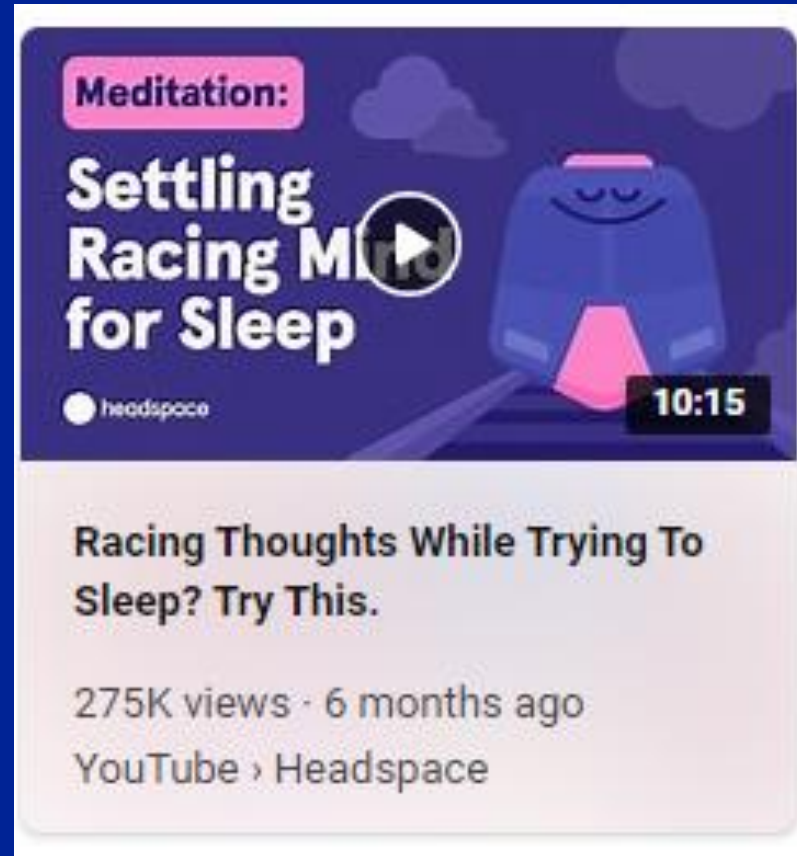 Meditation:
Settling
Racing Mind
for Sleep
headspace
10:15
Racing Thoughts While Trying To
Sleep? Try This.
275K views · 6 months ago
YouTube › Headspace